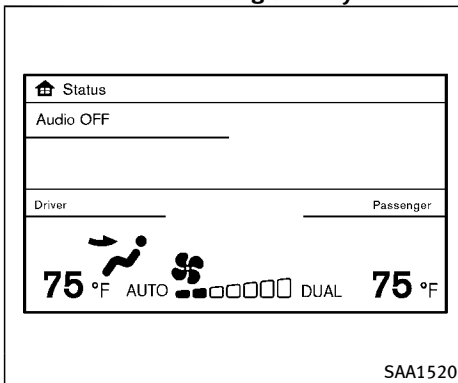 Status
Audio OFF
Driver Passenger
75 °F AUTO DUAL 75 °F
SAA1520